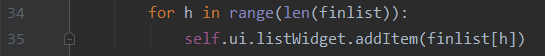 34 for h in range(len(finlist)):
35 self.ui.listWidget.addItem(finlist[h])